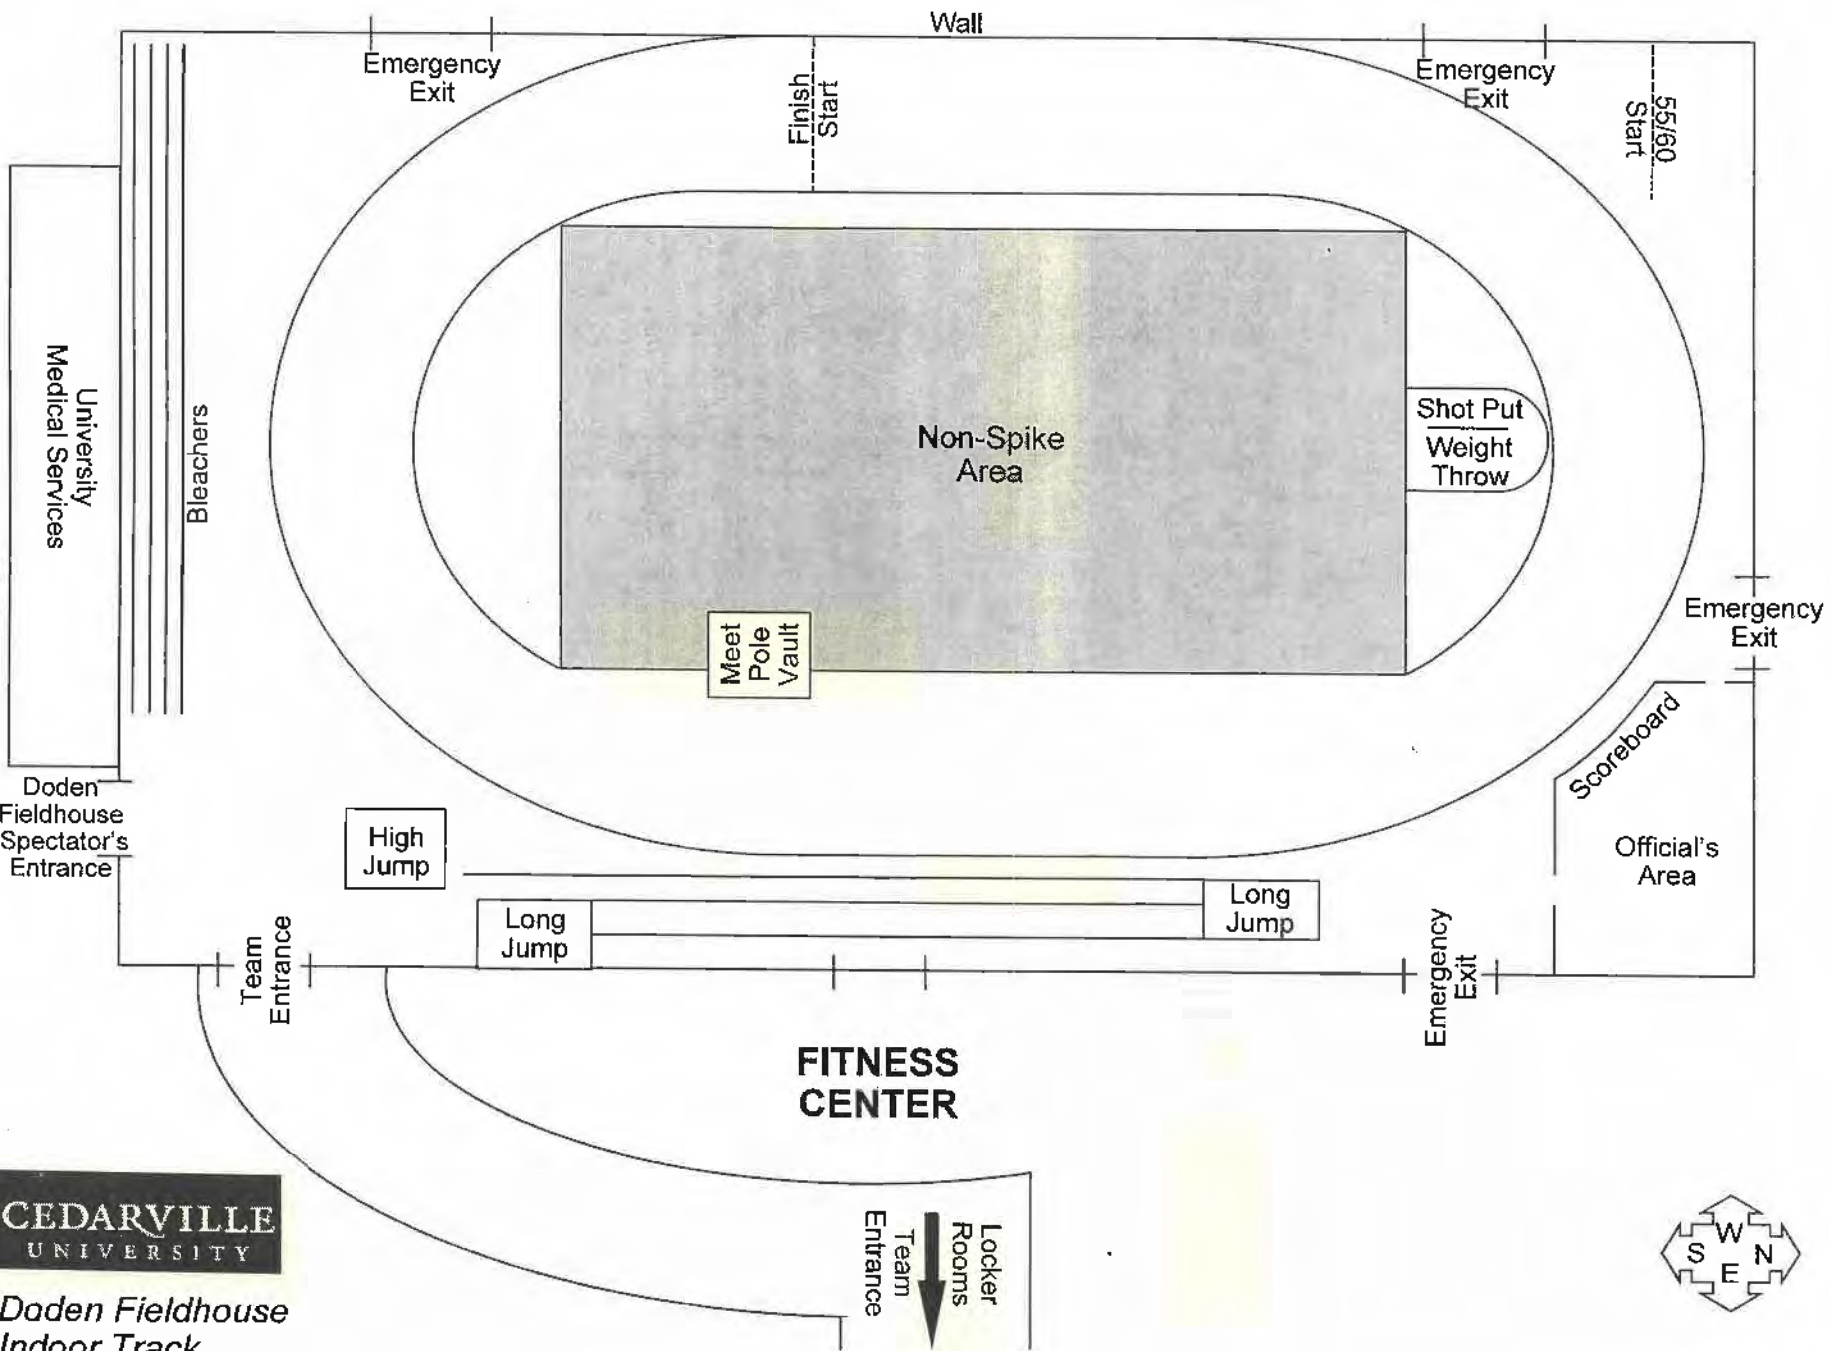 Wall
Emergency
Exit
Finish
Start
Emergency
Exit
55/60
Start
University
Medical Services
Bleachers
Non-Spike
Area
Shot Put
Weight
Throw
Meet
Pole
Vault
Emergency
Exit
Scoreboard
Official's
Area
Doden
Fieldhouse
Spectator's
Entrance
High
Jump
Long
Jump
Long
Jump
Team
Entrance
Emergency
Exit
FITNESS
CENTER
Locker
Rooms
Team
Entrance
CEDARVILLE
UNIVERSITY
Doden Fieldhouse
Indoor Track
W
S N
E